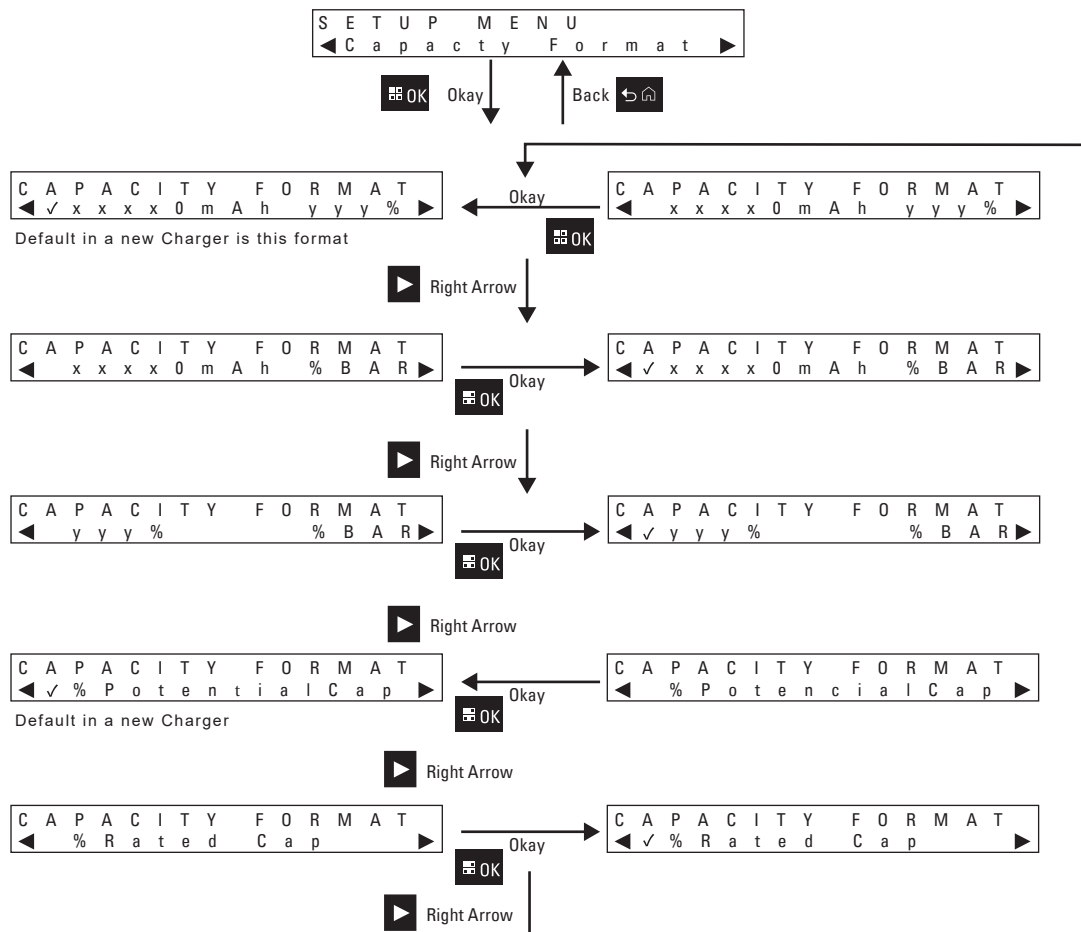 SETUP MENU
◀Capacty Format ▶
OK Okay Back
CAPACITY FORMAT
◀✓xxxx0mAh yyy%▶
Okay
CAPACITY FORMAT
◀ xxxx0mAh yyy%▶
Default in a new Charger is this format
OK
▶ Right Arrow
CAPACITY FORMAT
◀ xxxx0mAh %BAR▶
Okay
OK
CAPACITY FORMAT
◀✓xxxx0mAh %BAR▶
▶ Right Arrow
CAPACITY FORMAT
◀ yyy% %BAR▶
Okay
OK
CAPACITY FORMAT
◀✓yyy% %BAR▶
▶ Right Arrow
CAPACITY FORMAT
◀✓%PotentialCap ▶
Okay
OK
CAPACITY FORMAT
◀ %PotencialCap ▶
Default in a new Charger
▶ Right Arrow
CAPACITY FORMAT
◀ %Rated Cap ▶
Okay
OK
CAPACITY FORMAT
◀✓%Rated Cap ▶
▶ Right Arrow